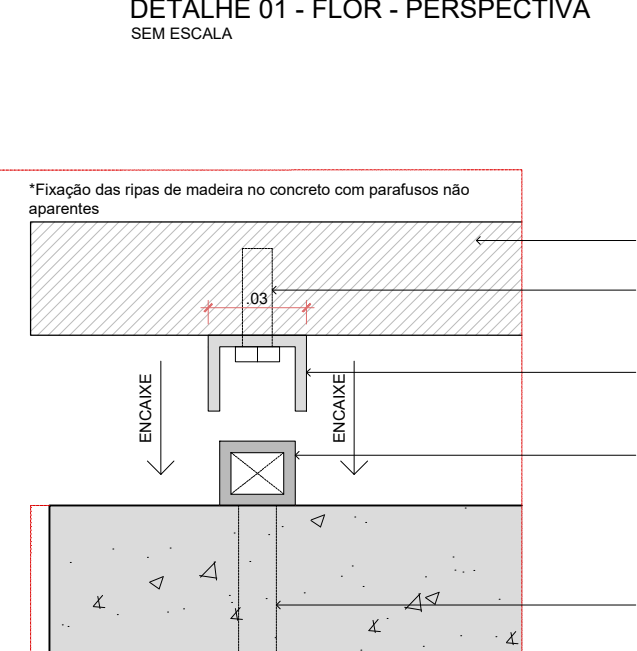 DETALHE 01 - FLOR - PERSPECTIVA
SEM ESCALA
*Fixação das ripas de madeira no concreto com parafusos não
aparentes
.03
ENCAIXE
ENCAIXE